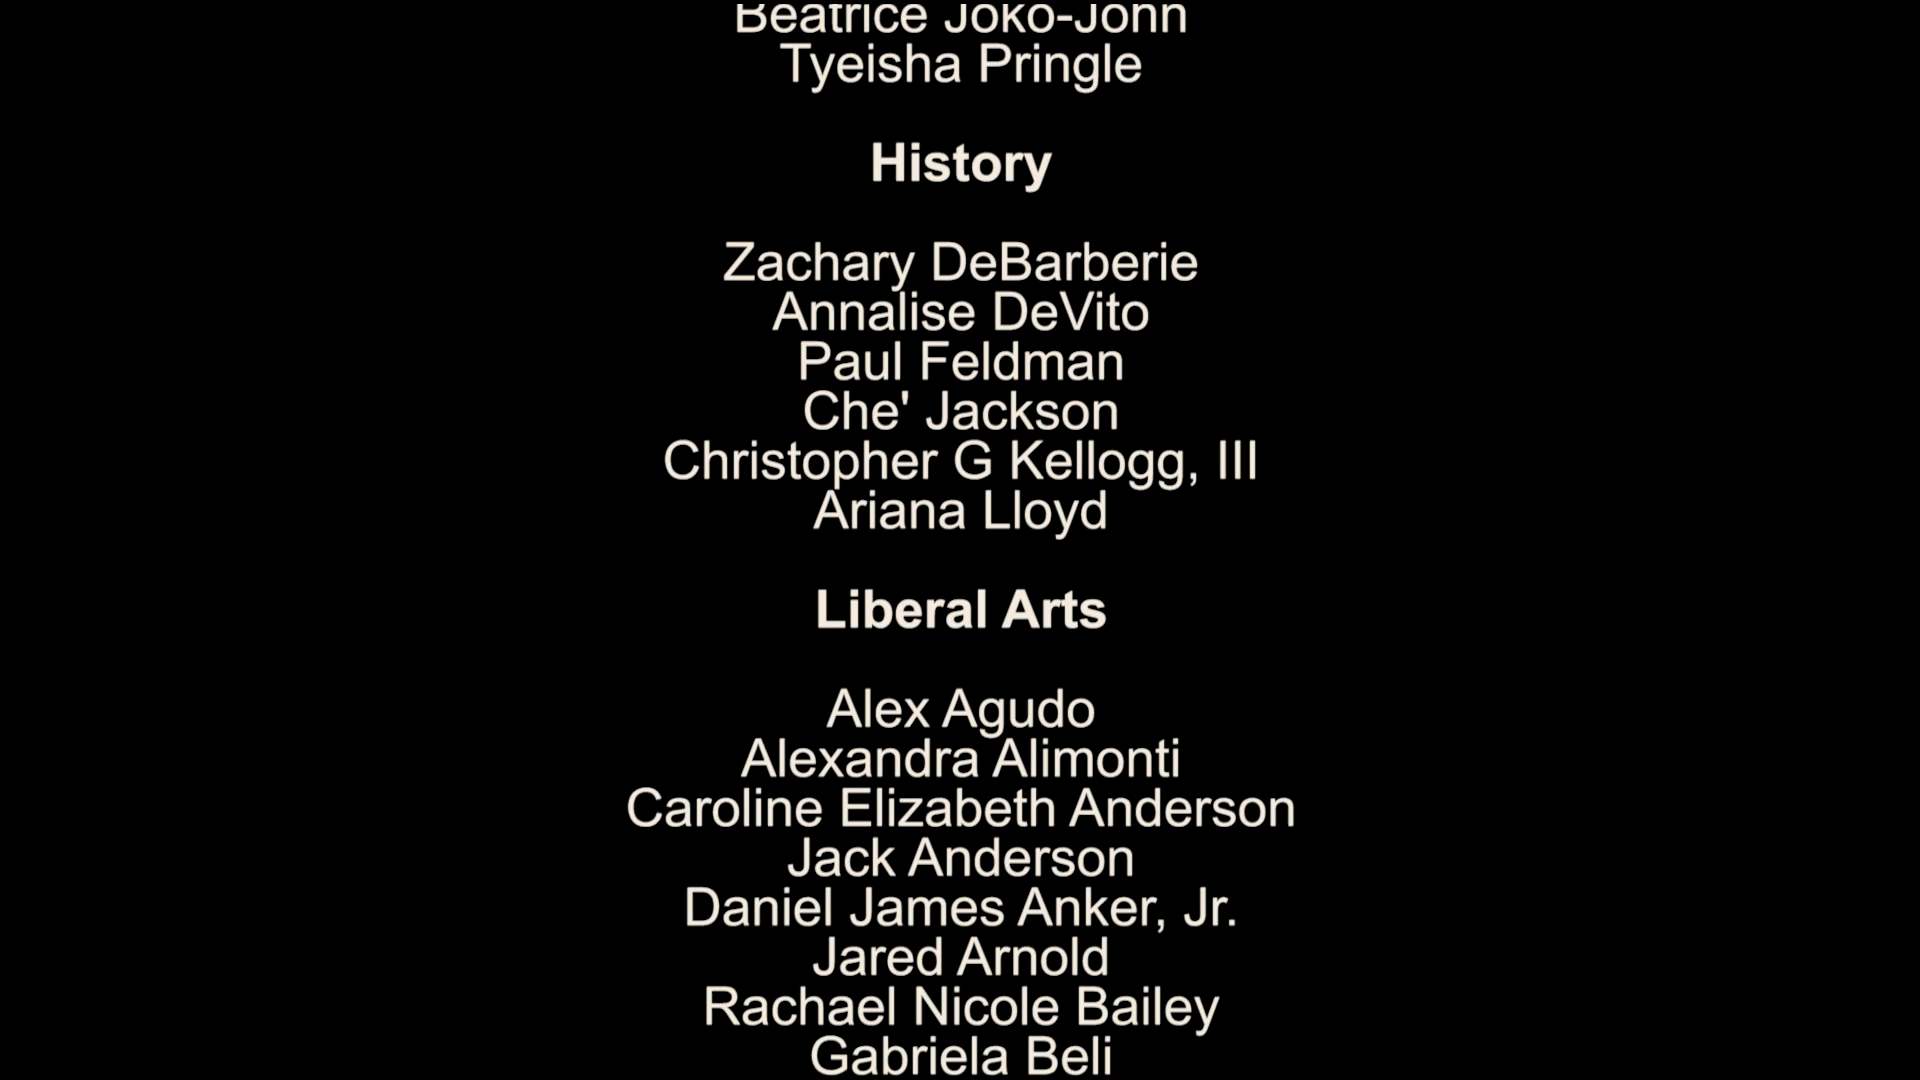 Beatrice Joko-John
Tyeisha Pringle
History
Zachary DeBarberie
Annalise DeVito
Paul Feldman
Che' Jackson
Christopher G Kellogg, III
Ariana Lloyd
Liberal Arts
Alex Agudo
Alexandra Alimonti
Caroline Elizabeth Anderson
Jack Anderson
Daniel James Anker, Jr.
Jared Arnold
Rachael Nicole Bailey
Gabriela Beli